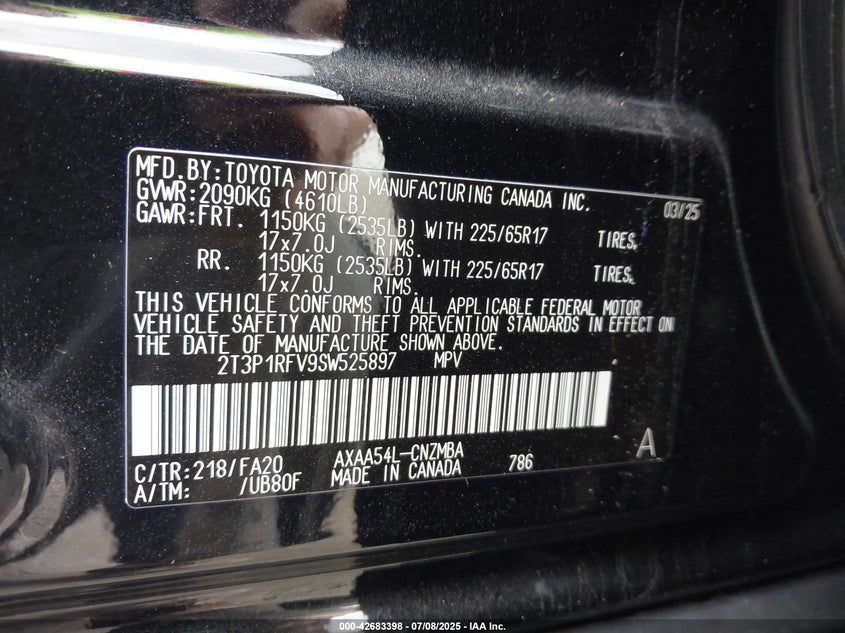 MFD.BY:TOYOTA MOTOR MANUFACTURING CANADA INC. 03/25
GVWR:2090KG (4610LB)
GAWR:FRT. 1150KG (2535LB) WITH 225/65R17 TIRES,
17x7.0J RIMS.
RR. 1150KG (2535LB) WITH 225/65R17 TIRES,
17x7.0J RIMS.
THIS VEHICLE CONFORMS TO ALL APPLICABLE FEDERAL MOTOR
VEHICLE SAFETY AND THEFT PREVENTION STANDARDS IN EFFECT ON
THE DATE OF MANUFACTURE SHOWN ABOVE.
2T3P1RFV9SW525897 MPV
C/TR:218/FA20 AXAA54L-CNZMBA 786 A
A/TM: /UB80F MADE IN CANADA
000-42683398 - 07/08/2025 - IAA Inc.